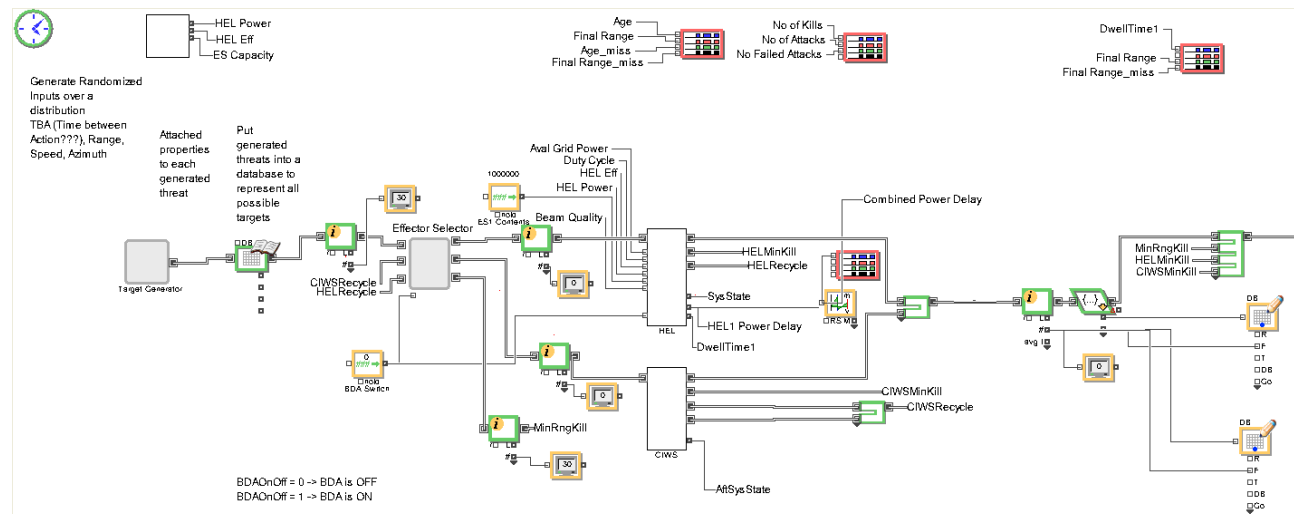 HEL Power
HEL Eff
ES Capacity
Age
Final Range
Age_miss
Final Range_miss
No of Kills
No of Attacks
No Failed Attacks
DwellTime1
Final Range
Final Range_miss
Generate Randomized
Inputs over a
distribution
TBA (Time between
Action???), Range,
Speed, Azimuth
Attached
properties
to each
generated
threat
Put
generated
threats into a
database to
represent all
possible
targets
Target Generator
DB
#
30
Effector Selector
CIWSRecycle
HELRecycle
0
BDA Switch
1000000
ES1 Contents
Aval Grid Power
Duty Cycle
HEL Eff
HEL Power
Beam Quality
#
0
HEL
HELMinKill
HELRecycle
SysState
HEL1 Power Delay
DwellTime1
Combined Power Delay
#
0
CIWS
CIWSMinKill
CIWSRecycle
AftSysState
MinRngKill
#
30
#
0
MinRngKill
HELMinKill
CIWSMinKill
DB
R
F
T
DB
Go
DB
R
F
T
DB
Go
BDAOnOff = 0 -> BDA is OFF
BDAOnOff = 1 -> BDA is ON